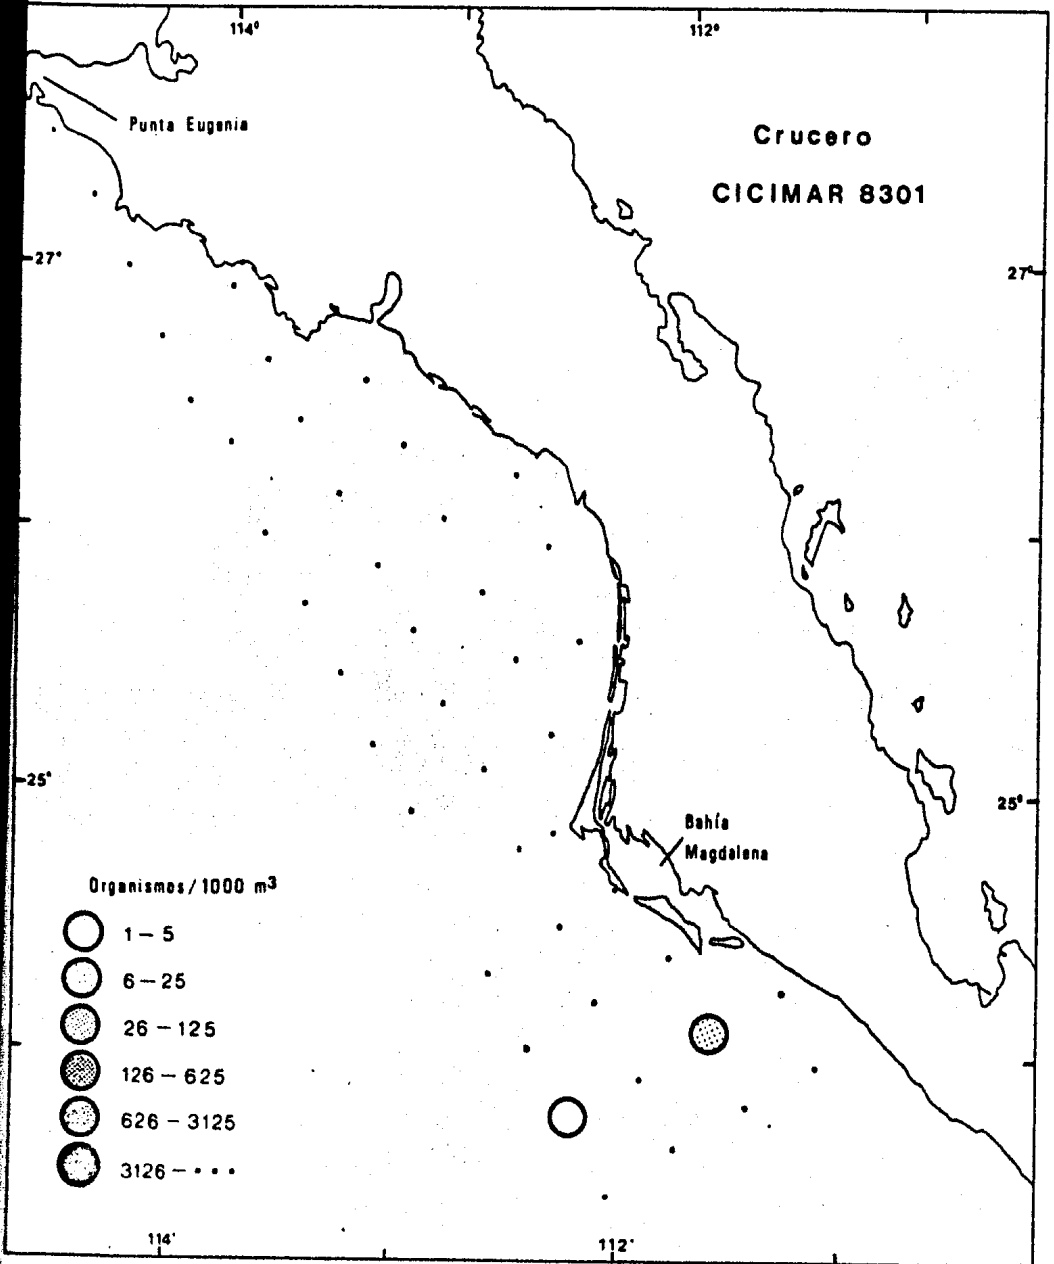 114°
112°
Punta Eugenia
Crucero
CICIMAR 8301
27°
27°
25°
25°
Bahía
Magdalena
Organismos/1000 m³
1–5
6–25
26–125
126–625
626–3125
3126–•••
114°
112°